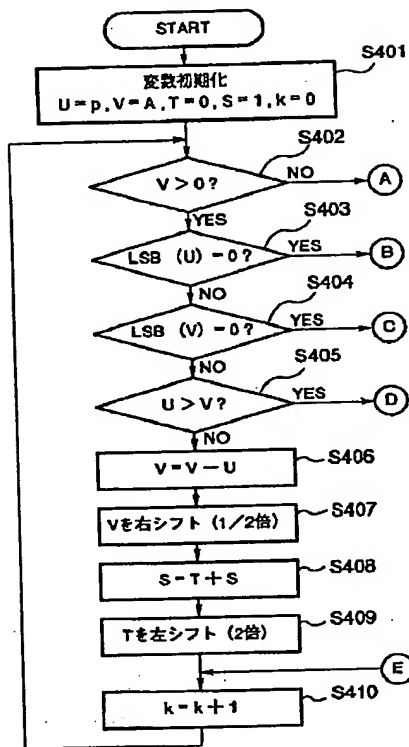 START
S401
変数初期化
U=p,V=A,T=0,S=1,k=0
S402
V>0?
NO
A
YES
S403
LSB (U) =0?
YES
B
NO
S404
LSB (V) =0?
YES
C
NO
S405
U>V?
YES
D
NO
V=V-U
S406
Vを右シフト (1/2倍)
S407
S=T+S
S408
Tを左シフト (2倍)
S409
E
k=k+1
S410